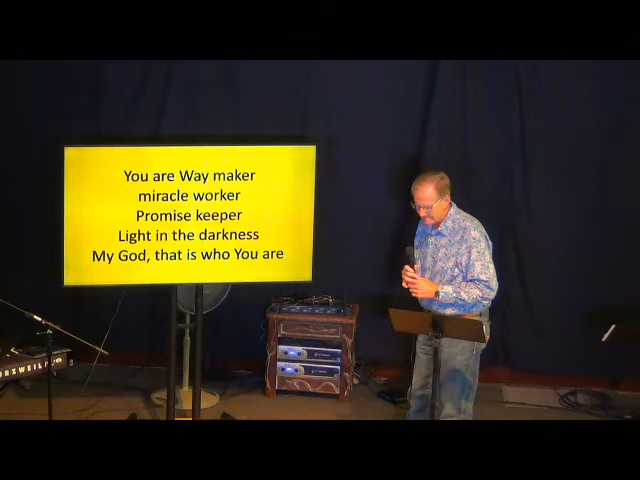 You are Way maker
miracle worker
Promise keeper
Light in the darkness
My God, that is who You are